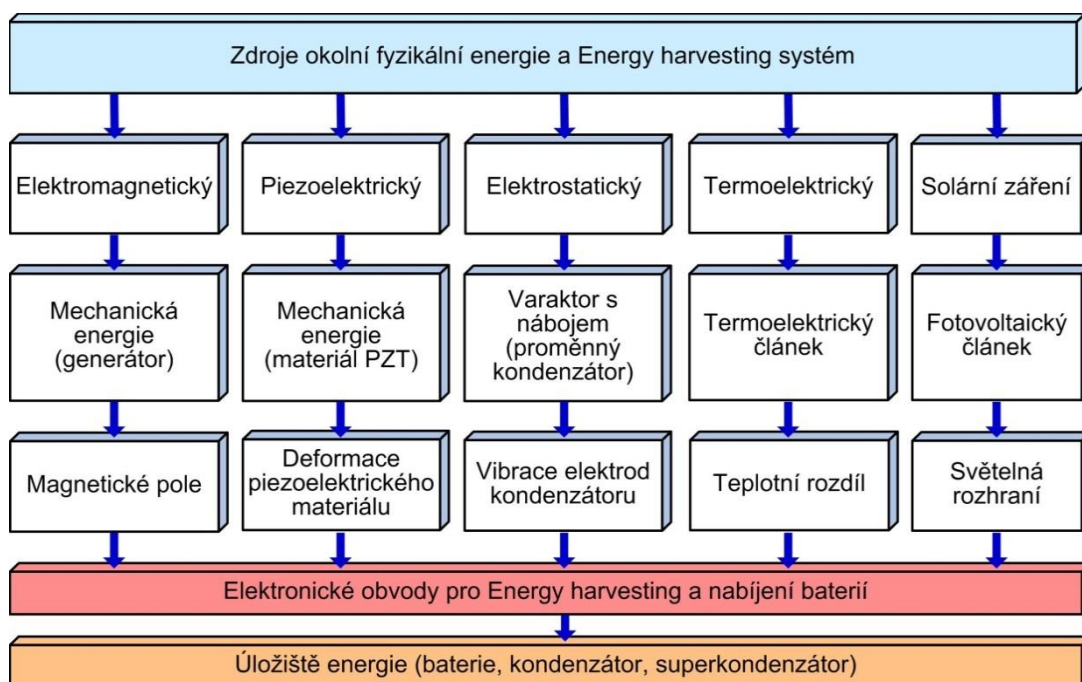 Zdroje okolní fyzikální energie a Energy harvesting systém
Elektromagnetický
Piezoelektrický
Elektrostatický
Termoelektrický
Solární záření
Mechanická
energie
(generátor)
Mechanická
energie
(materiál PZT)
Varaktor s
nábojem
(proměnný
kondenzátor)
Termoelektrický
článek
Fotovoltaický
článek
Magnetické pole
Deformace
piezoelektrického
materiálu
Vibrace elektrod
kondenzátoru
Teplotní rozdíl
Světelná
rozhraní
Elektronické obvody pro Energy harvesting a nabíjení baterií
Úložiště energie (baterie, kondenzátor, superkondenzátor)